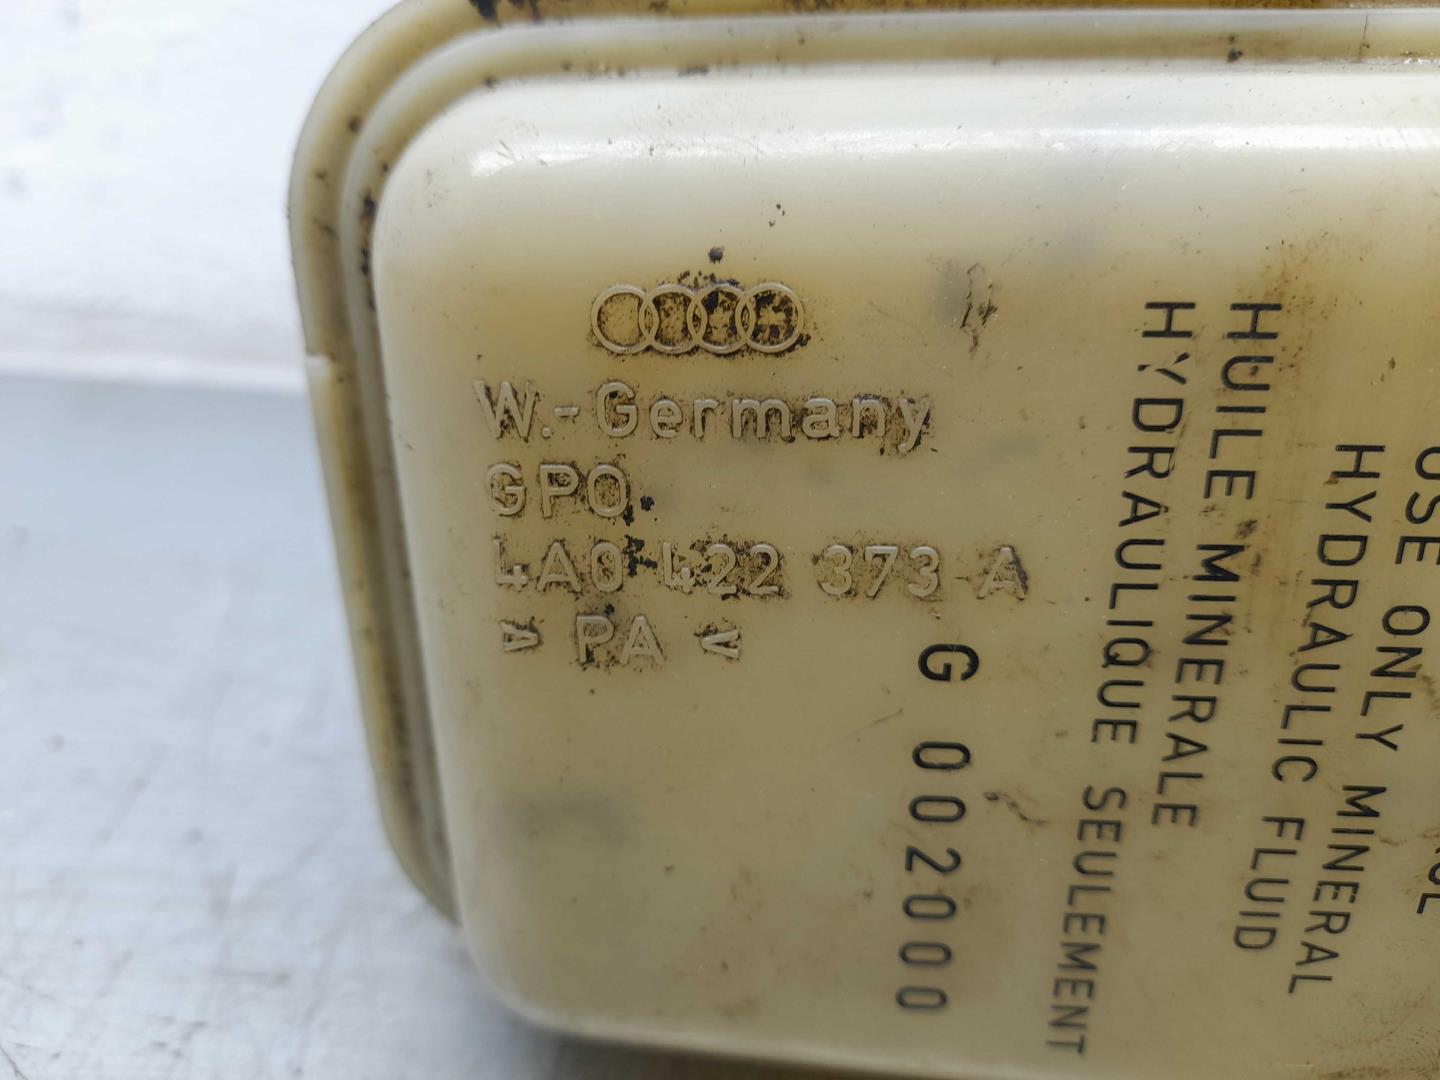 W.-Germany
GPO
4A0 422 373 A
> PA <
G 002000
HUILE MINERALE
HYDRAULIQUE SEULEMENT
USE ONLY MINERAL
HYDRAULIC FLUID